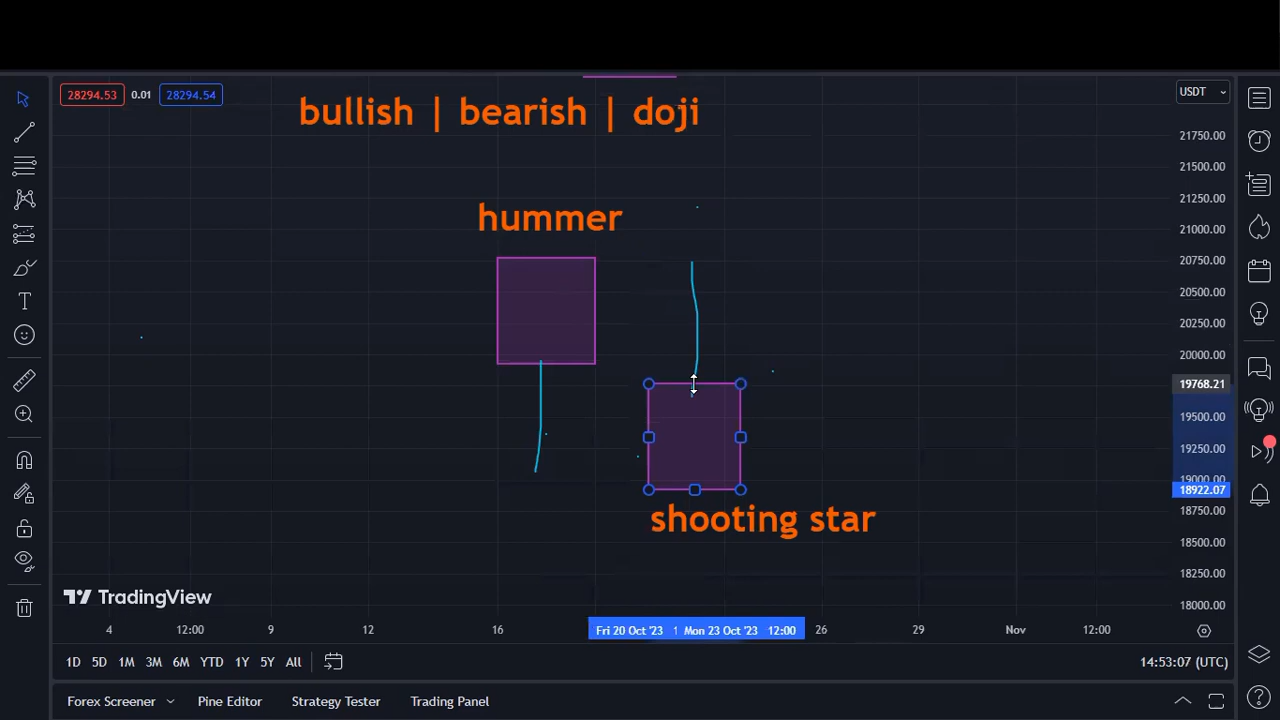 28294.53 0.01 28294.54
USDT
bullish | bearish | doji
21750.00
21500.00
21250.00
hummer
21000.00
20750.00
20500.00
20250.00
20000.00
19768.21
19500.00
19250.00
19000.00
18922.07
18750.00
shooting star
18500.00
18250.00
TradingView
18000.00
4 12:00 9 12 16 Fri 20 Oct '23 1 Mon 23 Oct '23 12:00 26 29 Nov 12:00
1D 5D 1M 3M 6M YTD 1Y 5Y All 14:53:07 (UTC)
Forex Screener Pine Editor Strategy Tester Trading Panel